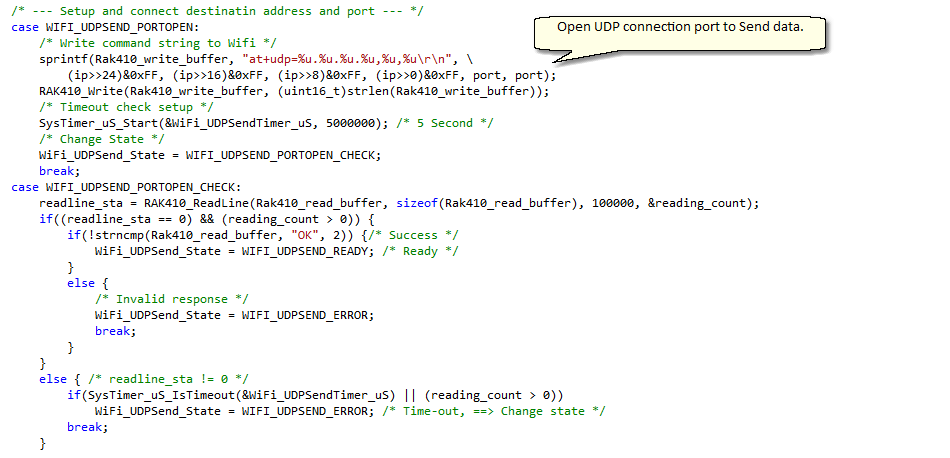 /* --- Setup and connect destinatin address and port --- */
case WIFI_UDPSEND_PORTOPEN:
Open UDP connection port to Send data.
/* Write command string to Wifi */
sprintf(Rak410_write_buffer, "at+udp=%u.%u.%u.%u,%u,%u\r\n", \
(ip>>24)&0xFF, (ip>>16)&0xFF, (ip>>8)&0xFF, (ip>>0)&0xFF, port, port);
RAK410_Write(Rak410_write_buffer, (uint16_t)strlen(Rak410_write_buffer));
/* Timeout check setup */
SysTimer_uS_Start(&WiFi_UDPSendTimer_uS, 5000000); /* 5 Second */
/* Change State */
WiFi_UDPSend_State = WIFI_UDPSEND_PORTOPEN_CHECK;
break;
case WIFI_UDPSEND_PORTOPEN_CHECK:
readline_sta = RAK410_ReadLine(Rak410_read_buffer, sizeof(Rak410_read_buffer), 100000, &reading_count);
if((readline_sta == 0) && (reading_count > 0)) {
if(!strncmp(Rak410_read_buffer, "OK", 2)) {/* Success */
WiFi_UDPSend_State = WIFI_UDPSEND_READY; /* Ready */
}
else {
/* Invalid response */
WiFi_UDPSend_State = WIFI_UDPSEND_ERROR;
break;
}
}
else { /* readline_sta != 0 */
if(SysTimer_uS_IsTimeout(&WiFi_UDPSendTimer_uS) || (reading_count > 0))
WiFi_UDPSend_State = WIFI_UDPSEND_ERROR; /* Time-out, ==> Change state */
break;
}